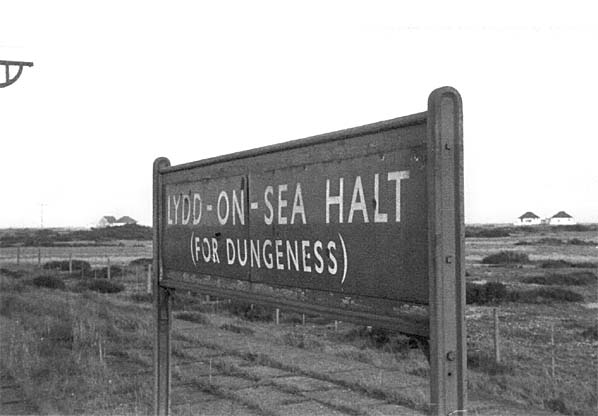 LYDD-ON-SEA HALT
(FOR DUNGENESS)